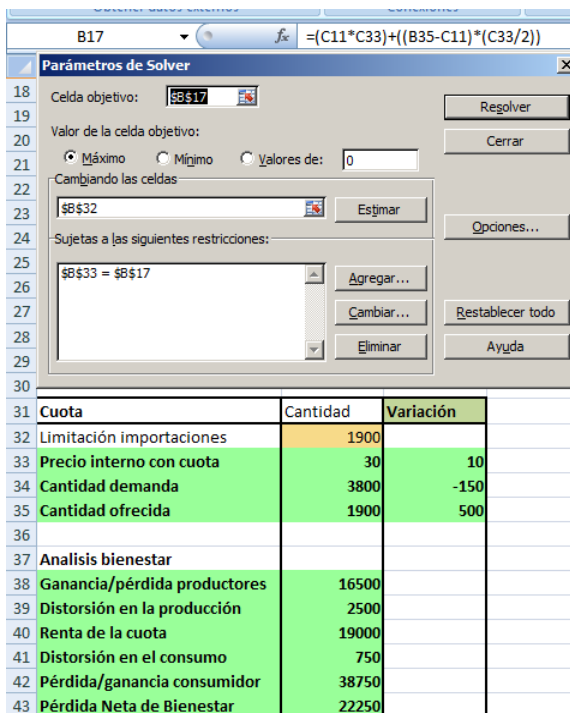 Obtener datos externos Conexiones
B17 fx =(C11*C33)+((B35-C11)*(C33/2))
Parámetros de Solver
Celda objetivo: $B$17
Resolver
Valor de la celda objetivo:
Cerrar
Máximo Mínimo Valores de: 0
Cambiando las celdas
$B$32 Estimar
Opciones...
Sujetas a las siguientes restricciones:
$B$33 = $B$17
Agregar...
Cambiar... Restablecer todo
Eliminar Ayuda
18
19
20
21
22
23
24
25
26
27
28
29
30
31 Cuota Cantidad Variación
32 Limitación importaciones 1900
33 Precio interno con cuota 30 10
34 Cantidad demanda 3800 -150
35 Cantidad ofrecida 1900 500
36
37 Analisis bienestar
38 Ganancia/pérdida productores 16500
39 Distorsión en la producción 2500
40 Renta de la cuota 19000
41 Distorsión en el consumo 750
42 Pérdida/ganancia consumidor 38750
43 Pérdida Neta de Bienestar 22250